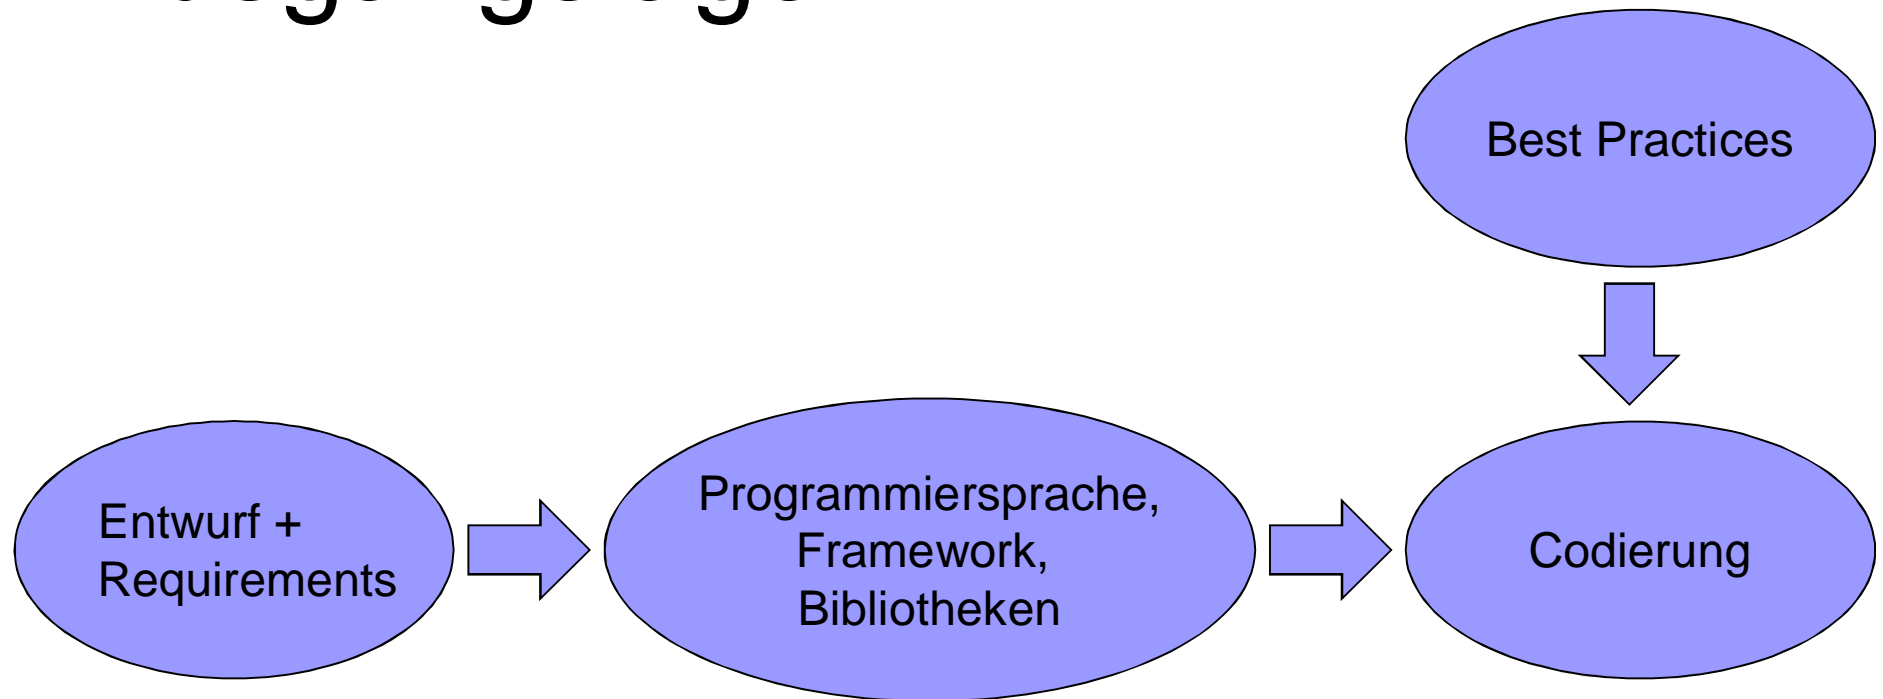 Best Practices
Entwurf +
Requirements
Programmiersprache,
Framework,
Bibliotheken
Codierung